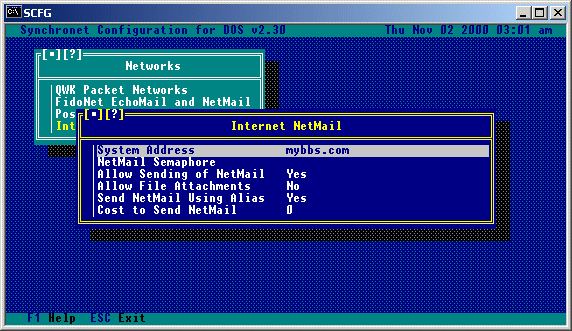 SCFG
Synchronet Configuration for DOS v2.30 Thu Nov 02 2000 03:01 am
[■][?]
Networks
QWK Packet Networks
FidoNet EchoMail and NetMail
Pos
Int
[■][?]
Internet NetMail
System Address mybbs.com
NetMail Semaphore
Allow Sending of NetMail Yes
Allow File Attachments No
Send NetMail Using Alias Yes
Cost to Send NetMail 0
F1 Help ESC Exit